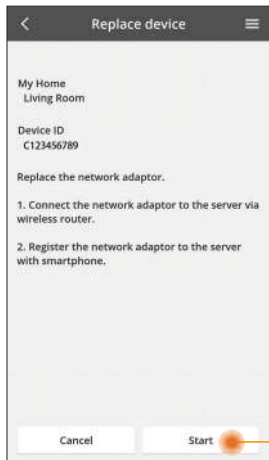 Replace device
My Home
Living Room
Device ID
C123456789
Replace the network adaptor.
1. Connect the network adaptor to the server via
wireless router.
2. Register the network adaptor to the server
with smartphone.
Cancel Start